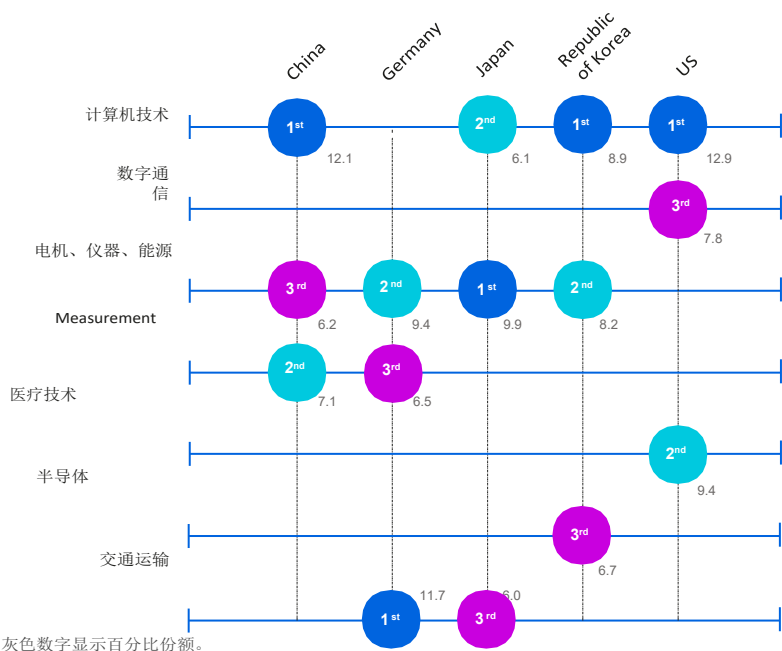 China
Germany
Japan
Republic
of Korea
US
计算机技术
1st
2nd
1st
1st
12.1
6.1
8.9
12.9
数字通
信
3rd
7.8
电机、仪器、能源
3rd
2nd
1st
2nd
6.2
9.4
9.9
8.2
Measurement
2nd
3rd
7.1
6.5
医疗技术
2nd
9.4
半导体
3rd
6.7
交通运输
11.7
6.0
1st
3rd
灰色数字显示百分比份额。